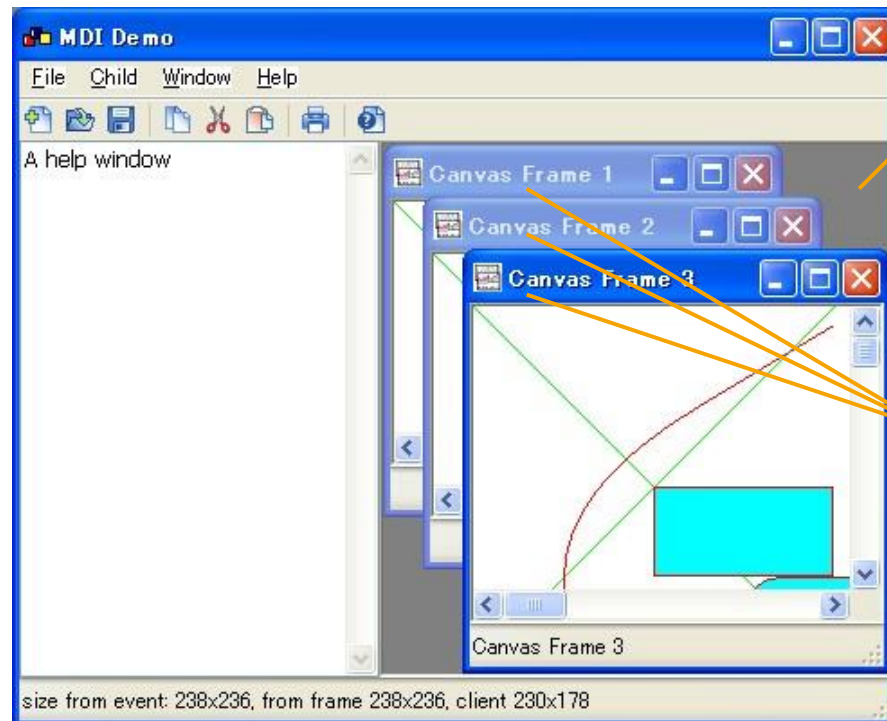 MDI Demo
File Child Window Help
A help window
Canvas Frame 1
Canvas Frame 2
Canvas Frame 3
Canvas Frame 3
size from event: 238x236, from frame 238x236, client 230x178